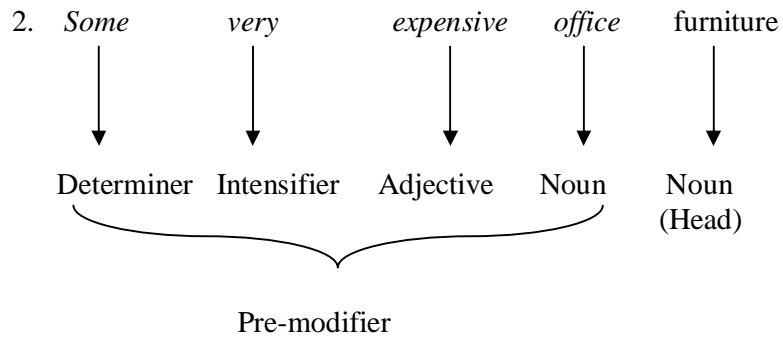 2. Some very expensive office furniture
Determiner Intensifier Adjective Noun Noun
(Head)
Pre-modifier